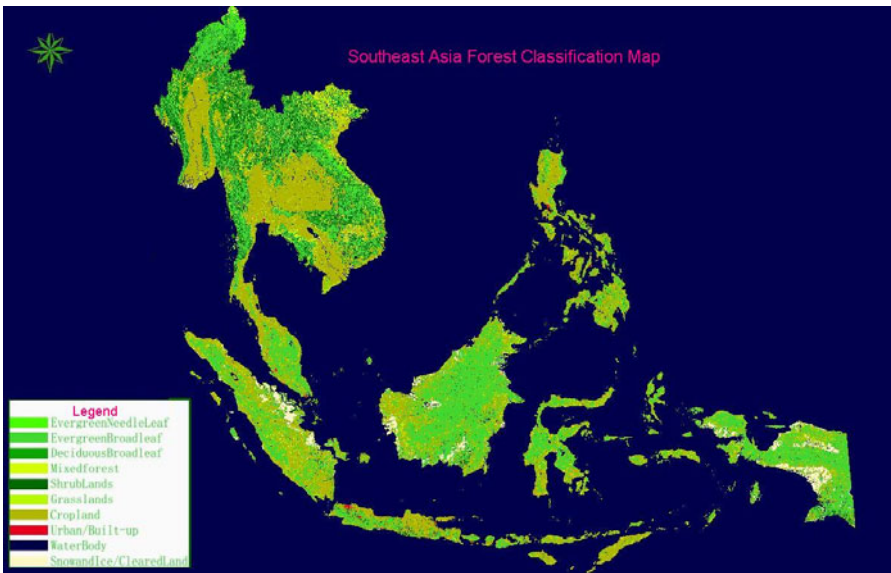 Southeast Asia Forest Classification Map
Legend
EvergreenNeedleLeaf
EvergreenBroadleaf
DeciduousBroadleaf
Mixedforest
ShrubLands
Grasslands
Cropland
Urban/Built-up
WaterBody
SnowandIce/ClearedLand